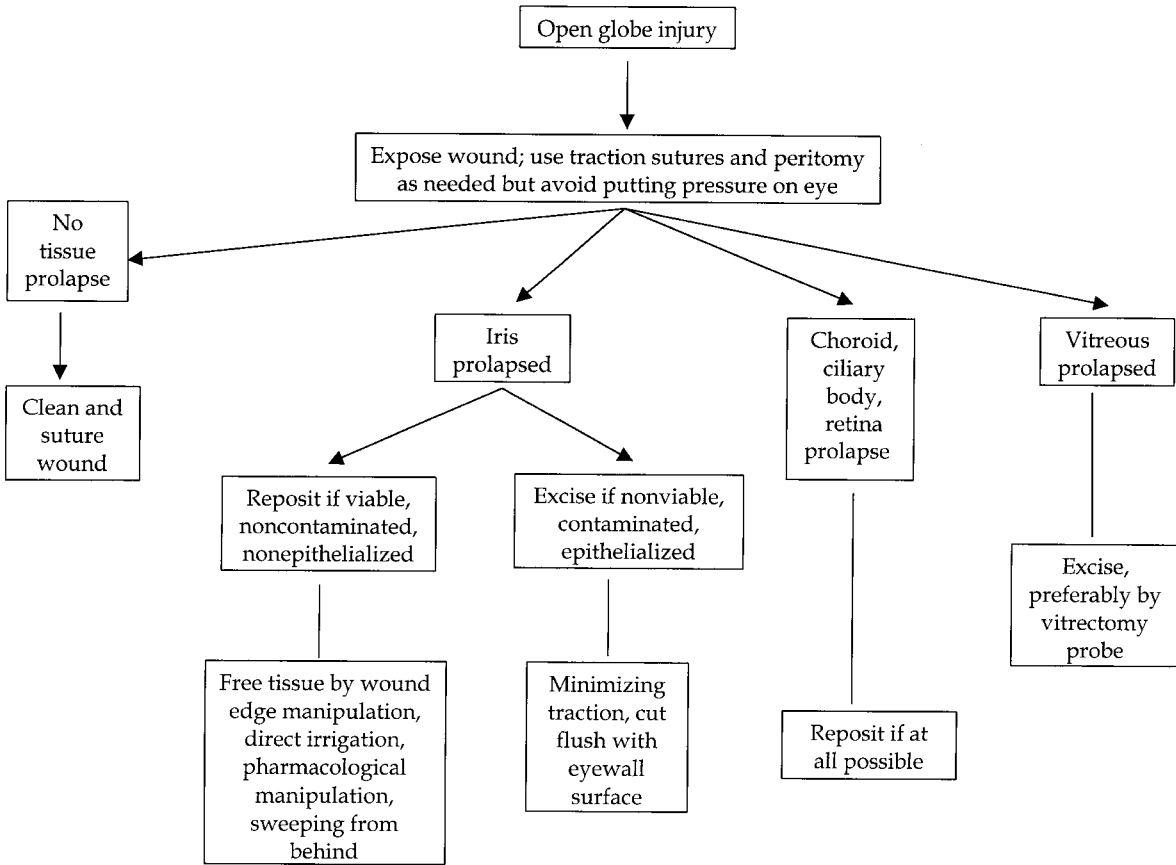 Open globe injury
Expose wound; use traction sutures and peritomy
as needed but avoid putting pressure on eye
No
tissue
prolapse
Clean and
suture
wound
Iris
prolapsed
Reposit if viable,
noncontaminated,
nonepithelialized
Free tissue by wound
edge manipulation,
direct irrigation,
pharmacological
manipulation,
sweeping from
behind
Excise if nonviable,
contaminated,
epithelialized
Minimizing
traction, cut
flush with
eyewall
surface
Choroid,
ciliary
body,
retina
prolapse
Reposit if at
all possible
Vitreous
prolapsed
Excise,
preferably by
vitrectomy
probe